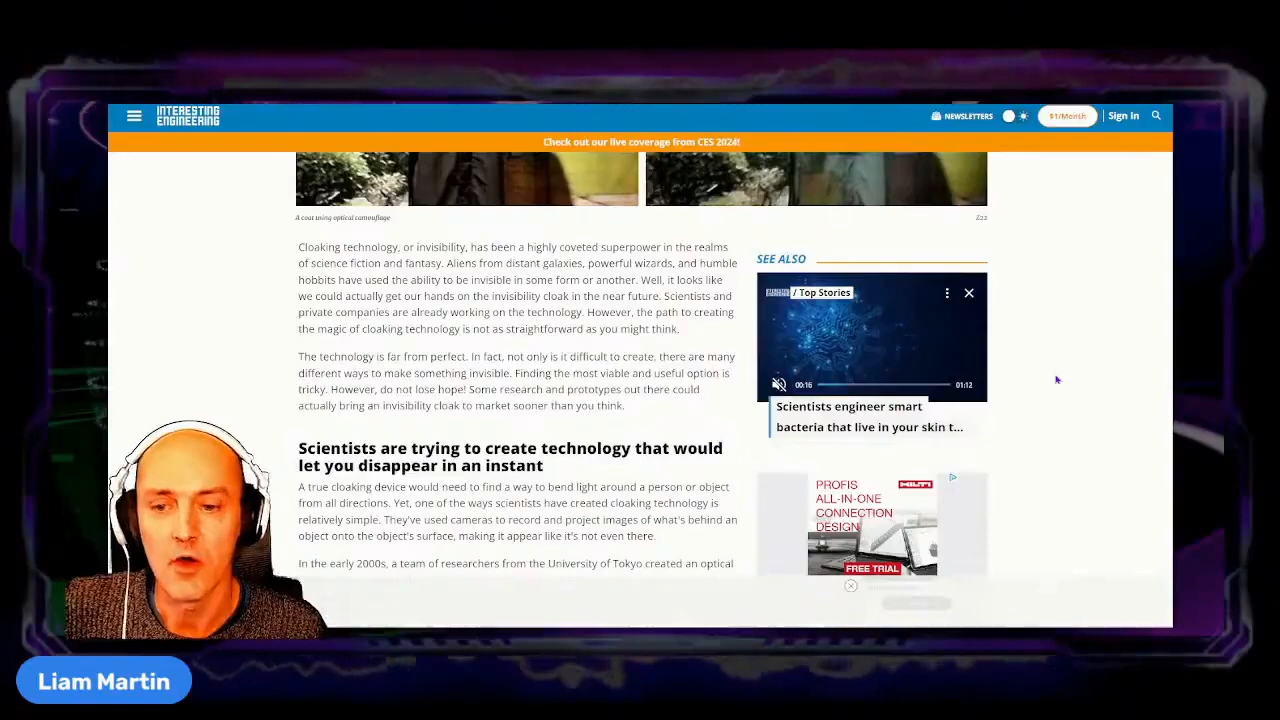 INTERESTING
ENGINEERING
NEWSLETTERS
$1/Month
Sign In
Check out our live coverage from CES 2024!
A coat using optical camouflage
Z22
Cloaking technology, or invisibility, has been a highly coveted superpower in the realms
of science fiction and fantasy. Aliens from distant galaxies, powerful wizards, and humble
hobbits have used the ability to be invisible in some form or another. Well, it looks like
we could actually get our hands on the invisibility cloak in the near future. Scientists and
private companies are already working on the technology. However, the path to creating
the magic of cloaking technology is not as straightforward as you might think.
The technology is far from perfect. In fact, not only is it difficult to create, there are many
different ways to make something invisible. Finding the most viable and useful option is
tricky. However, do not lose hope! Some research and prototypes out there could
actually bring an invisibility cloak to market sooner than you think.
Scientists are trying to create technology that would
let you disappear in an instant
A true cloaking device would need to find a way to bend light around a person or object
from all directions. Yet, one of the ways scientists have created cloaking technology is
relatively simple. They've used cameras to record and project images of what's behind an
object onto the object's surface, making it appear like it's not even there.
In the early 2000s, a team of researchers from the University of Tokyo created an optical
SEE ALSO
/ Top Stories
00:16
01:12
Scientists engineer smart
bacteria that live in your skin t...
PROFIS
ALL-IN-ONE
CONNECTION
DESIGN
HILTI
FREE TRIAL
Liam Martin